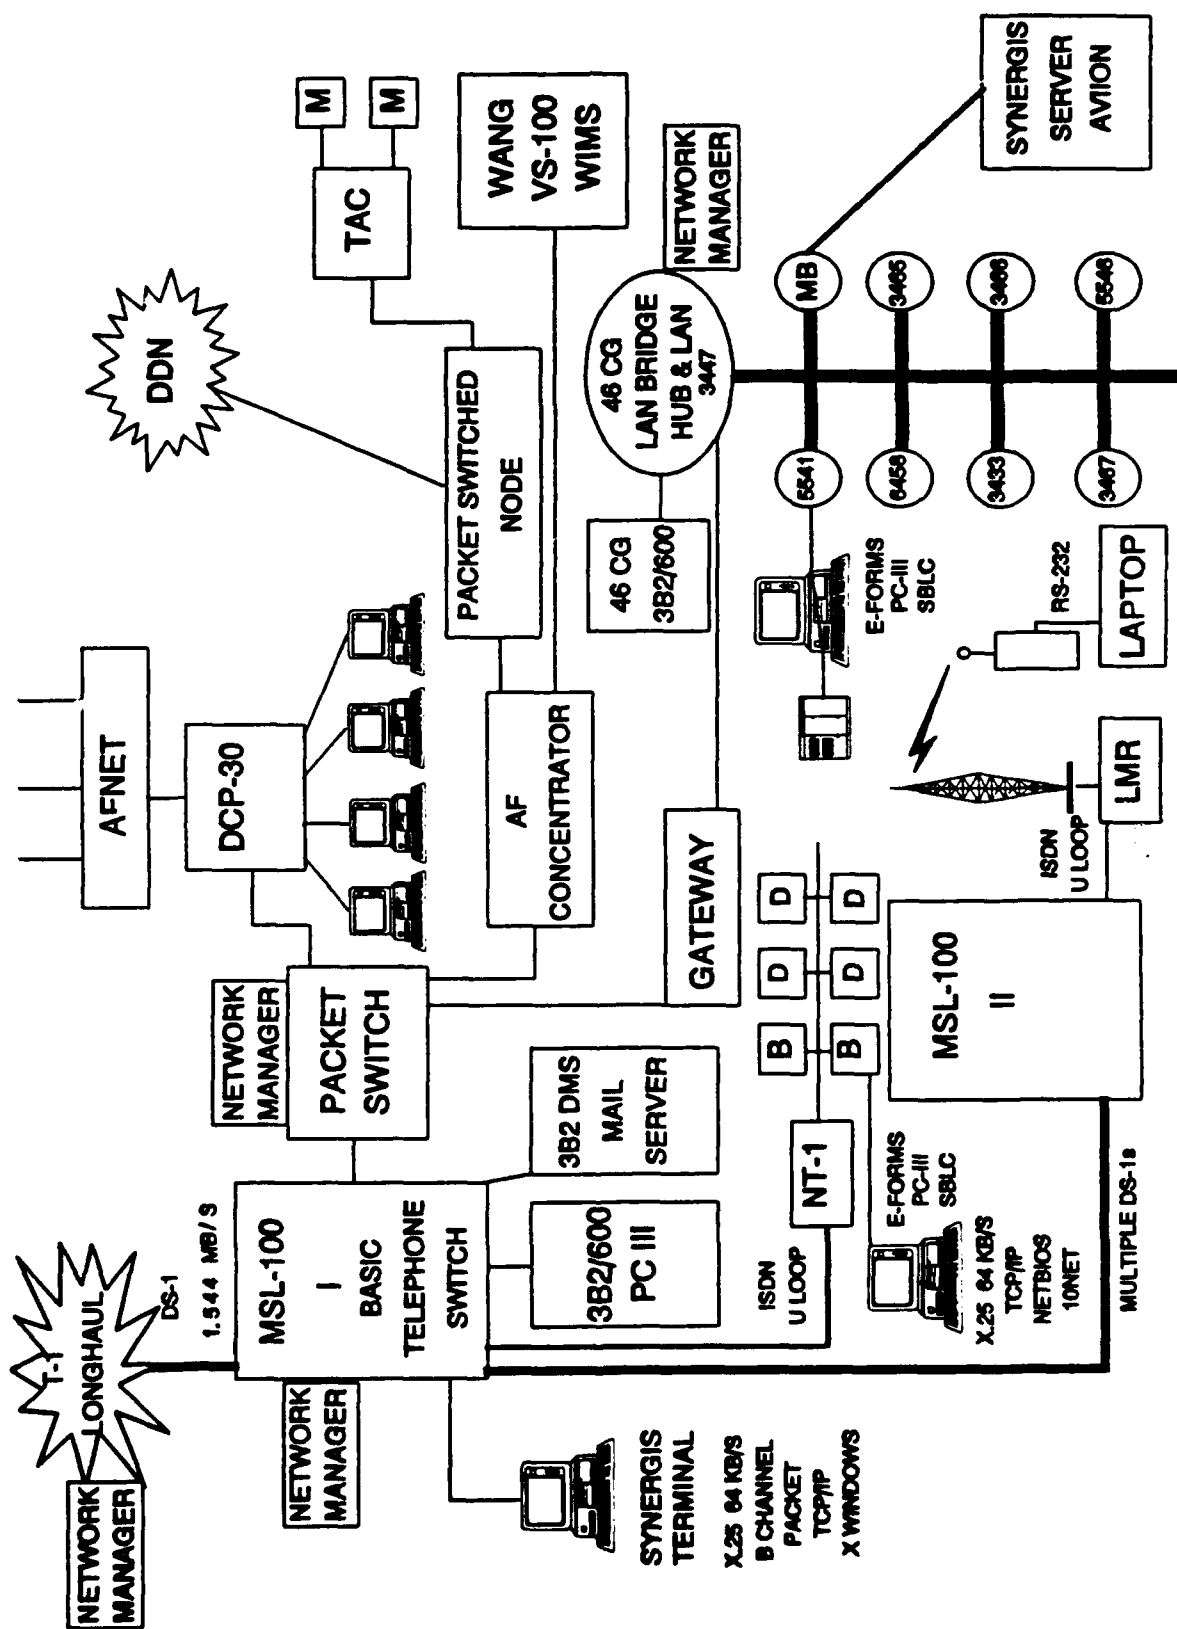 NETWORK
MANAGER
T-1
LONGHAUL
DS-1
1.544 MB/S
NETWORK
MANAGER
MSL-100
I
BASIC
TELEPHONE
SWITCH
SYNERGIS
TERMINAL
X.25 64 KB/S
B CHANNEL
PACKET
TCP/IP
X WINDOWS
3B2/600
PC III
3B2 DMS
MAIL
SERVER
NETWORK
MANAGER
PACKET
SWITCH
AFNET
DCP-30
AF
CONCENTRATOR
GATEWAY
DDN
PACKET SWITCHED
NODE
TAC
M
M
WANG
VS-100
WIMS
46 CG
3B2/600
46 CG
LAN BRIDGE
HUB & LAN
3447
NETWORK
MANAGER
5541
MB
6458
3465
3433
3466
3467
5546
SYNERGIS
SERVER
AVIION
E-FORMS
PC-III
SBLC
ISDN
U LOOP
NT-1
B
D
D
B
D
D
E-FORMS
PC-III
SBLC
X.25 64 KB/S
TCP/IP
NETBIOS
10NET
MULTIPLE DS-1s
MSL-100
II
ISDN
U LOOP
LMR
RS-232
LAPTOP